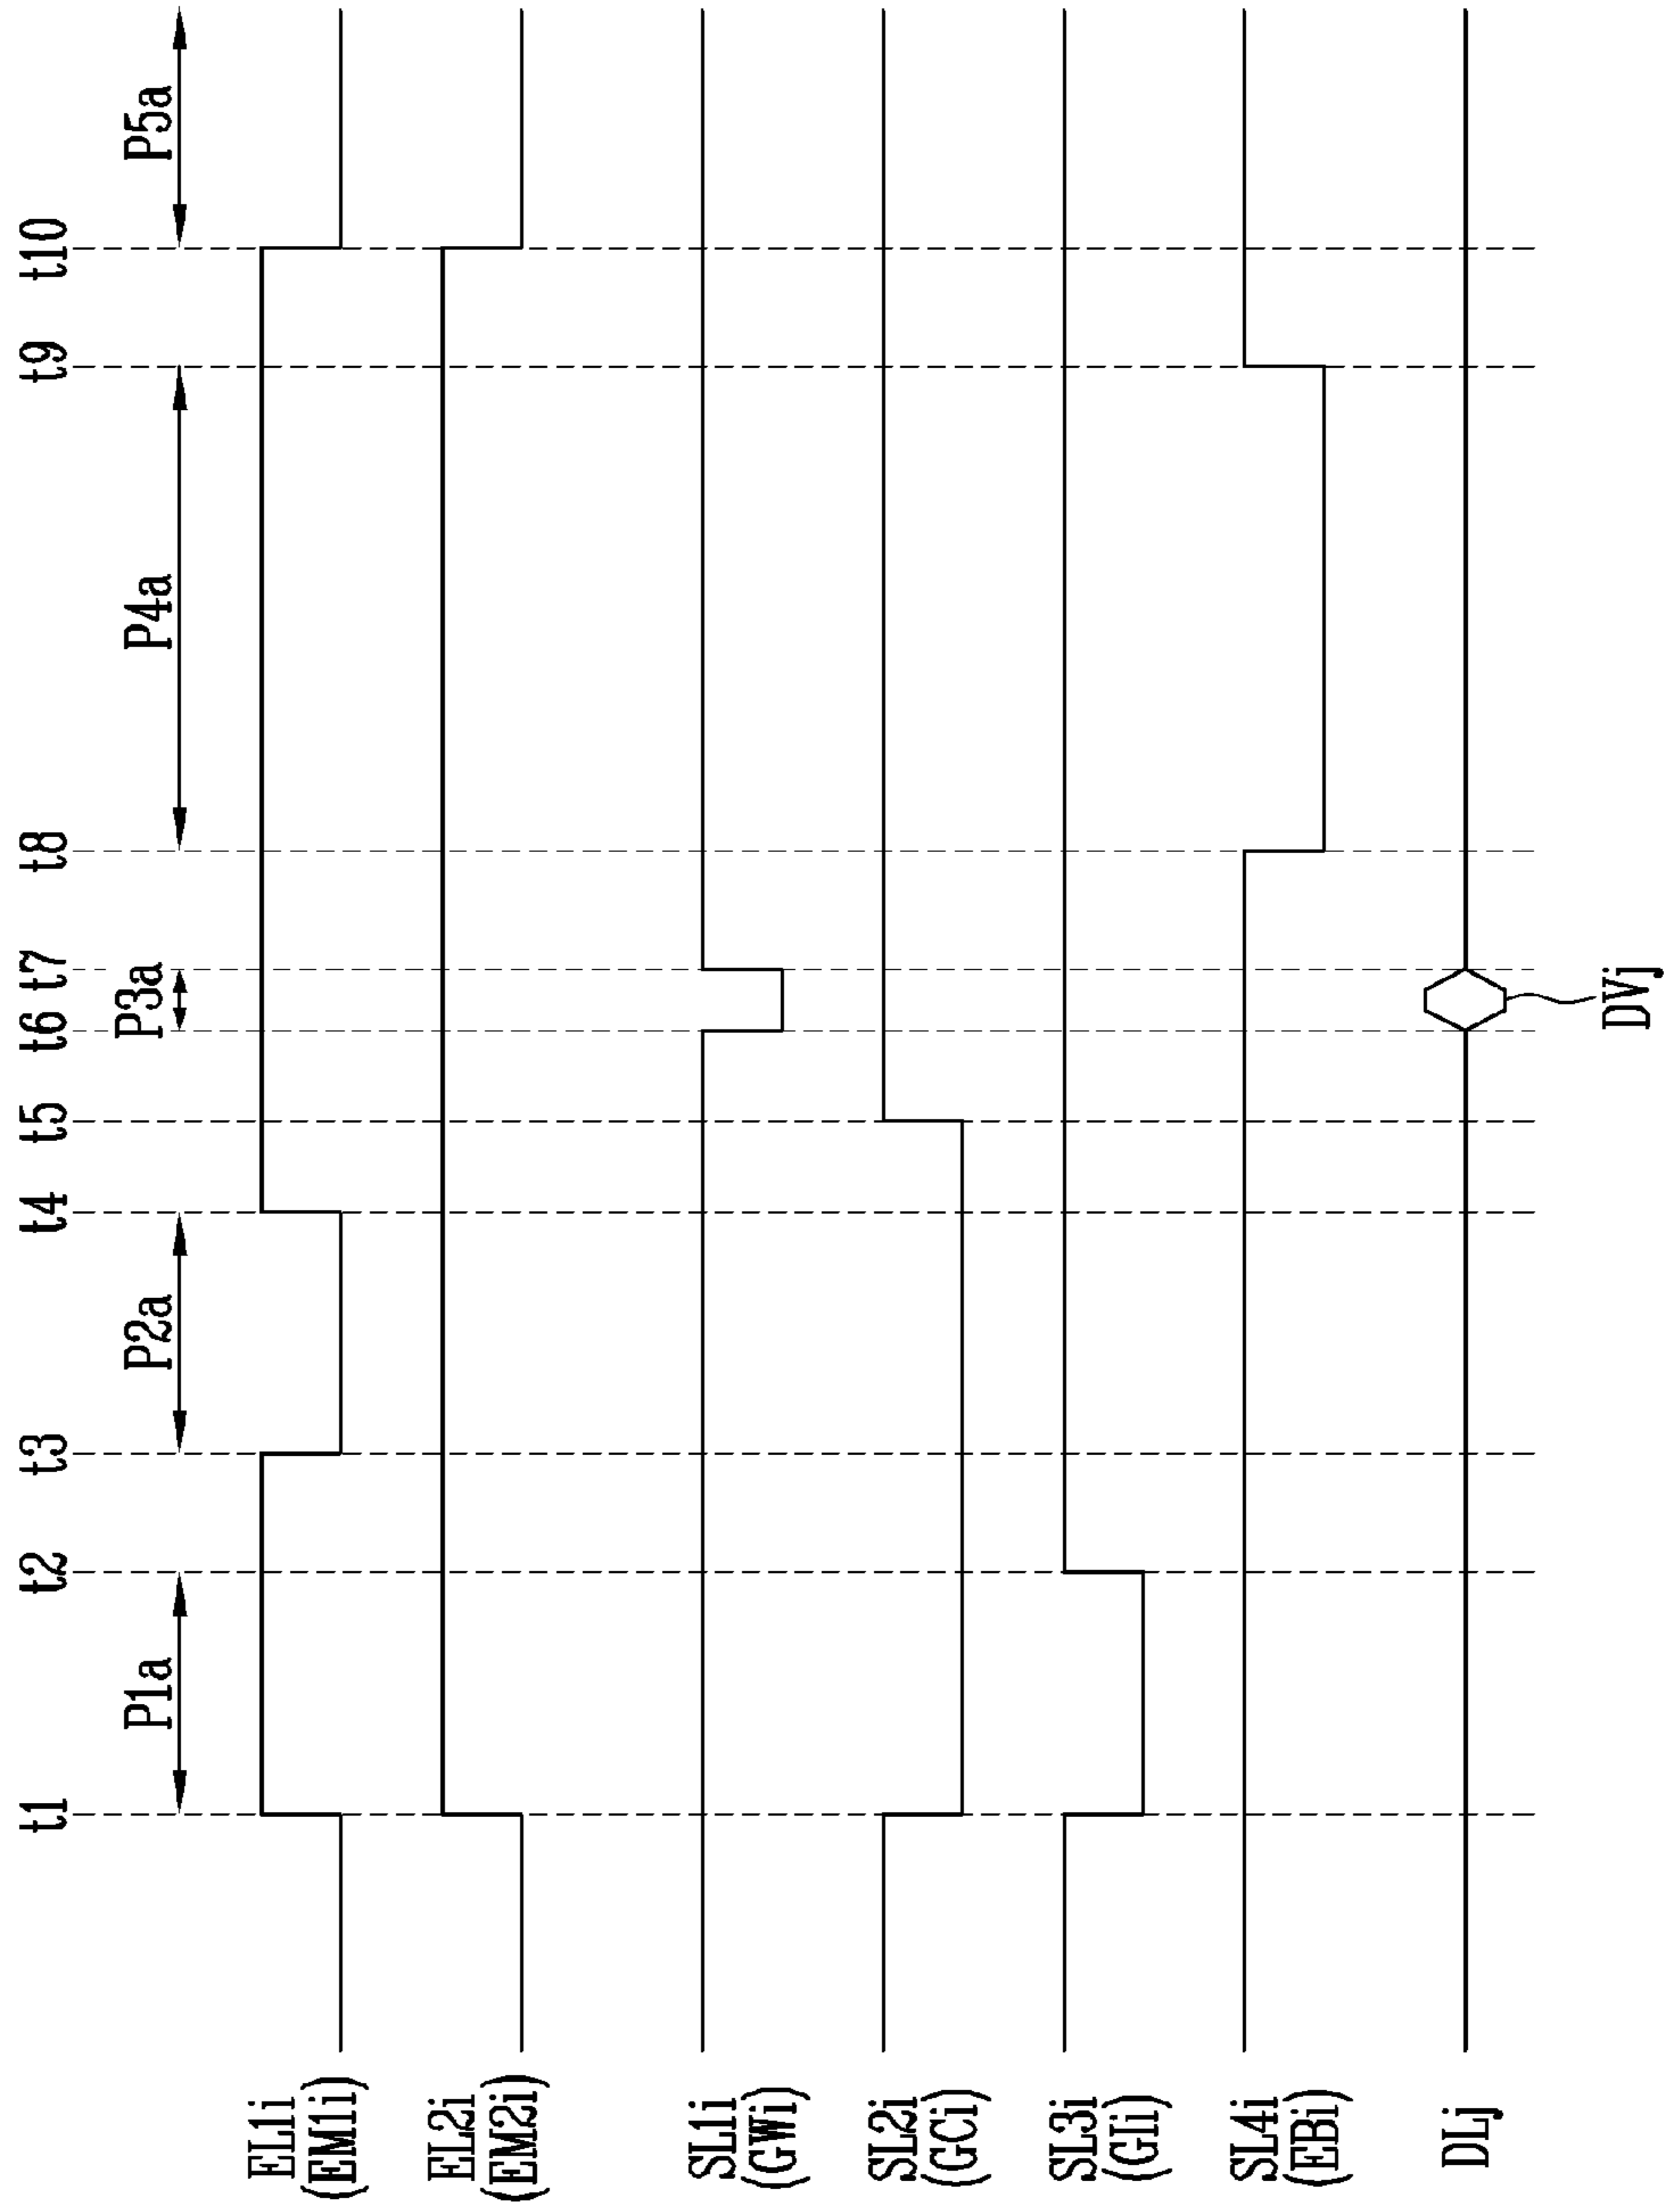 t1 t2 t3 t4 t5 t6 t7 t8 t9 t10
P1a P2a P3a P4a P5a
EL1i
(EM1i)
EL2i
(EM2i)
SL1i
(GWi)
SL2i
(GCi)
SL3i
(GIi)
SL4i
(EBi)
DLj
DVj